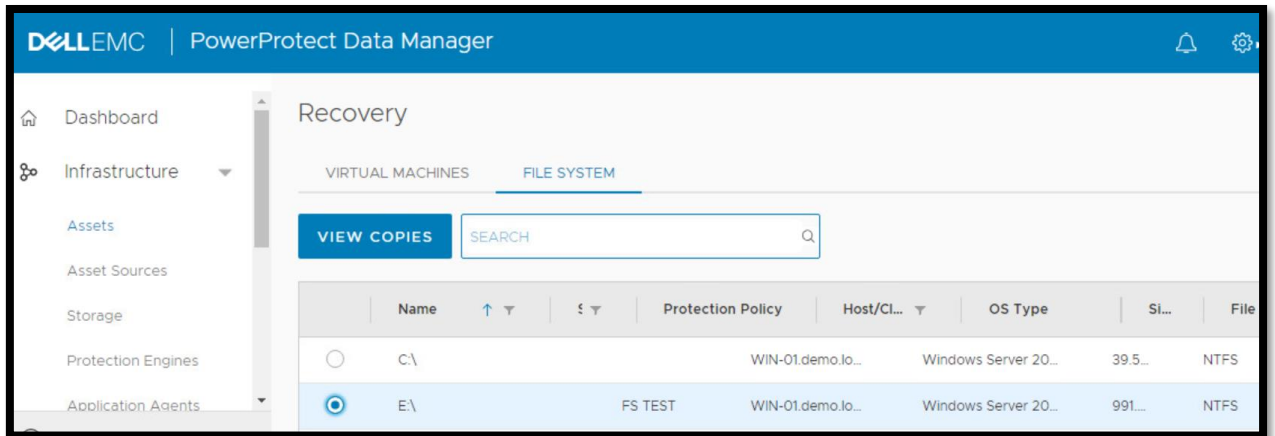 DELLEMC | PowerProtect Data Manager
Dashboard
Infrastructure
Assets
Asset Sources
Storage
Protection Engines
Application Agents
Recovery
VIRTUAL MACHINES FILE SYSTEM
VIEW COPIES SEARCH
Name S Protection Policy Host/Cl... OS Type Si... File
C:\ WIN-01.demo.lo... Windows Server 20... 39.5... NTFS
E:\ FS TEST WIN-01.demo.lo... Windows Server 20... 991.... NTFS